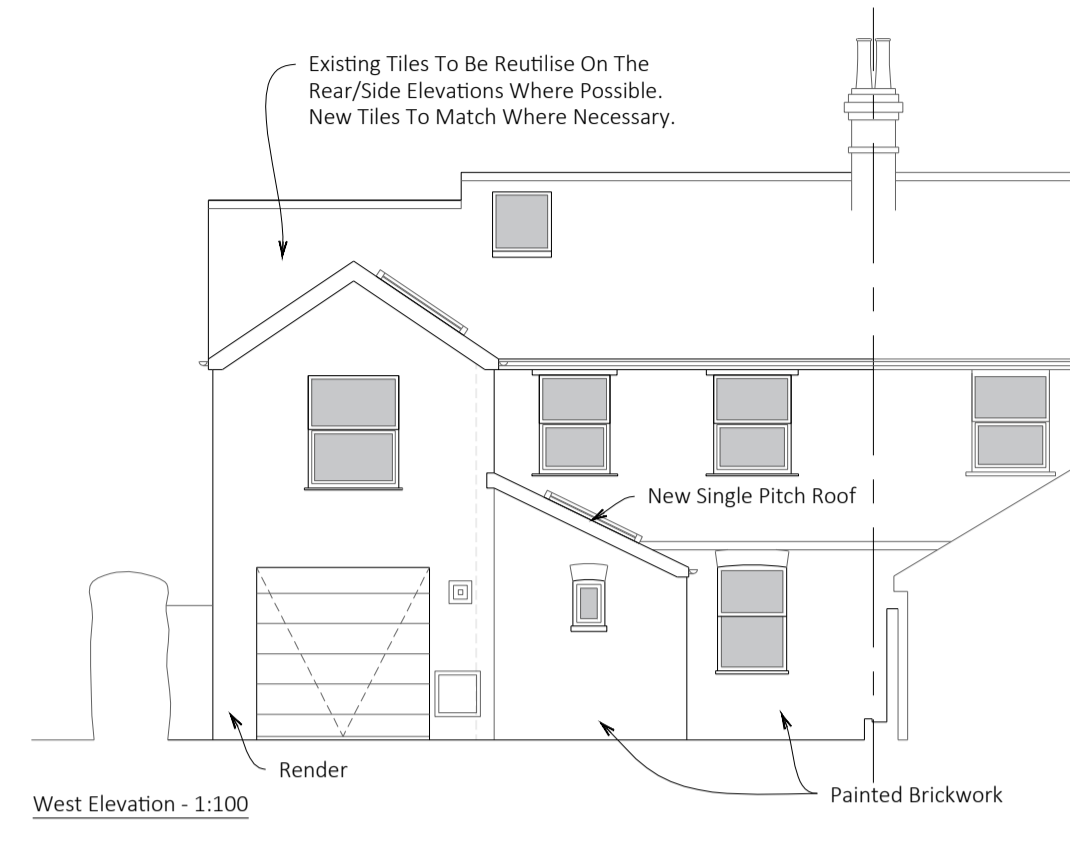 Existing Tiles To Be Reutilise On The
Rear/Side Elevations Where Possible.
New Tiles To Match Where Necessary.
New Single Pitch Roof
Render
Painted Brickwork
West Elevation - 1:100